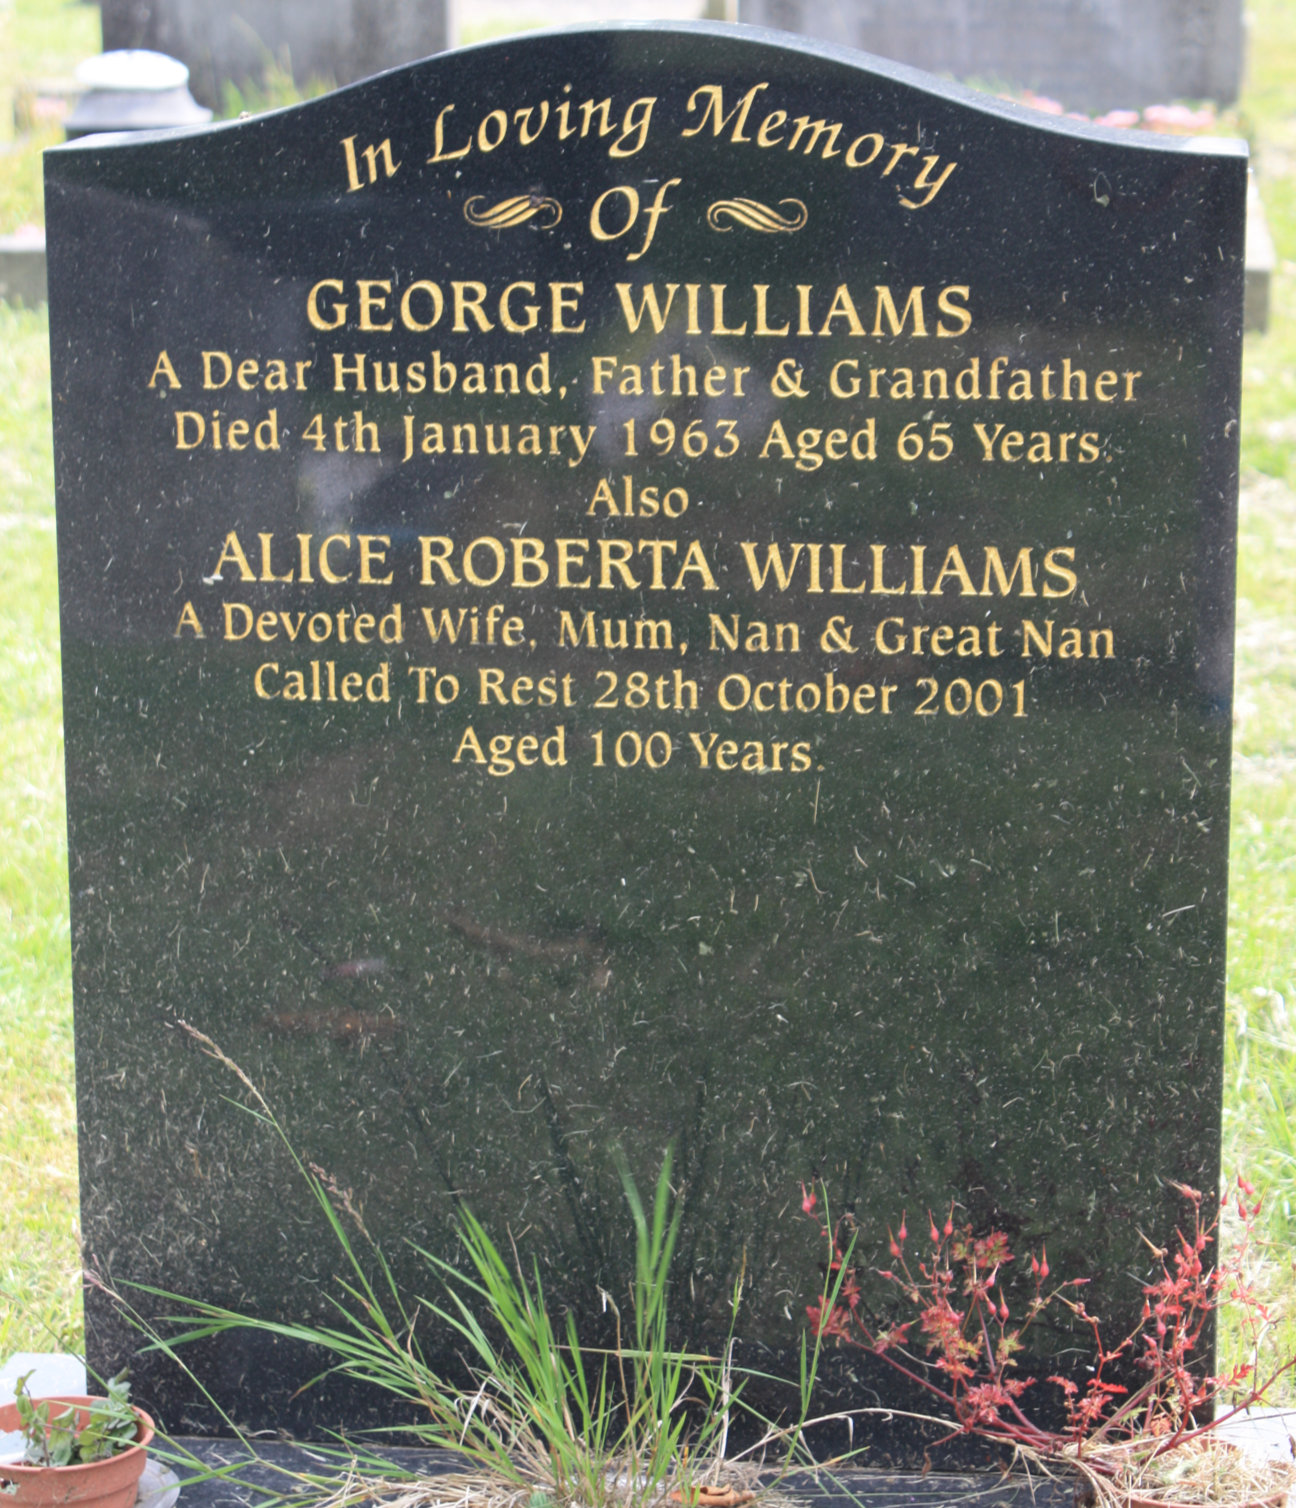 In Loving Memory
Of
GEORGE WILLIAMS
A Dear Husband, Father & Grandfather
Died 4th January 1963 Aged 65 Years.
Also
ALICE ROBERTA WILLIAMS
A Devoted Wife, Mum, Nan & Great Nan
Called To Rest 28th October 2001
Aged 100 Years.